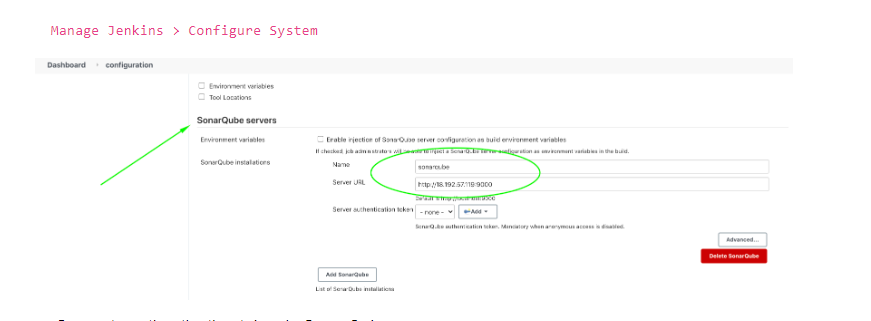 Manage Jenkins > Configure System
Dashboard › configuration
Environment variables
Tool Locations
SonarQube servers
Environment variables Enable injection of SonarQube server configuration as build environment variables
If checked, job administrators will be able to inject a SonarQube server configuration as environment variables in the build.
SonarQube installations
Name sonarqube
Server URL http://18.192.57.119:9000
Default is http://localhost:9000
Server authentication token - none - Add
SonarQube authentication token. Mandatory when anonymous access is disabled.
Advanced...
Delete SonarQube
Add SonarQube
List of SonarQube installations